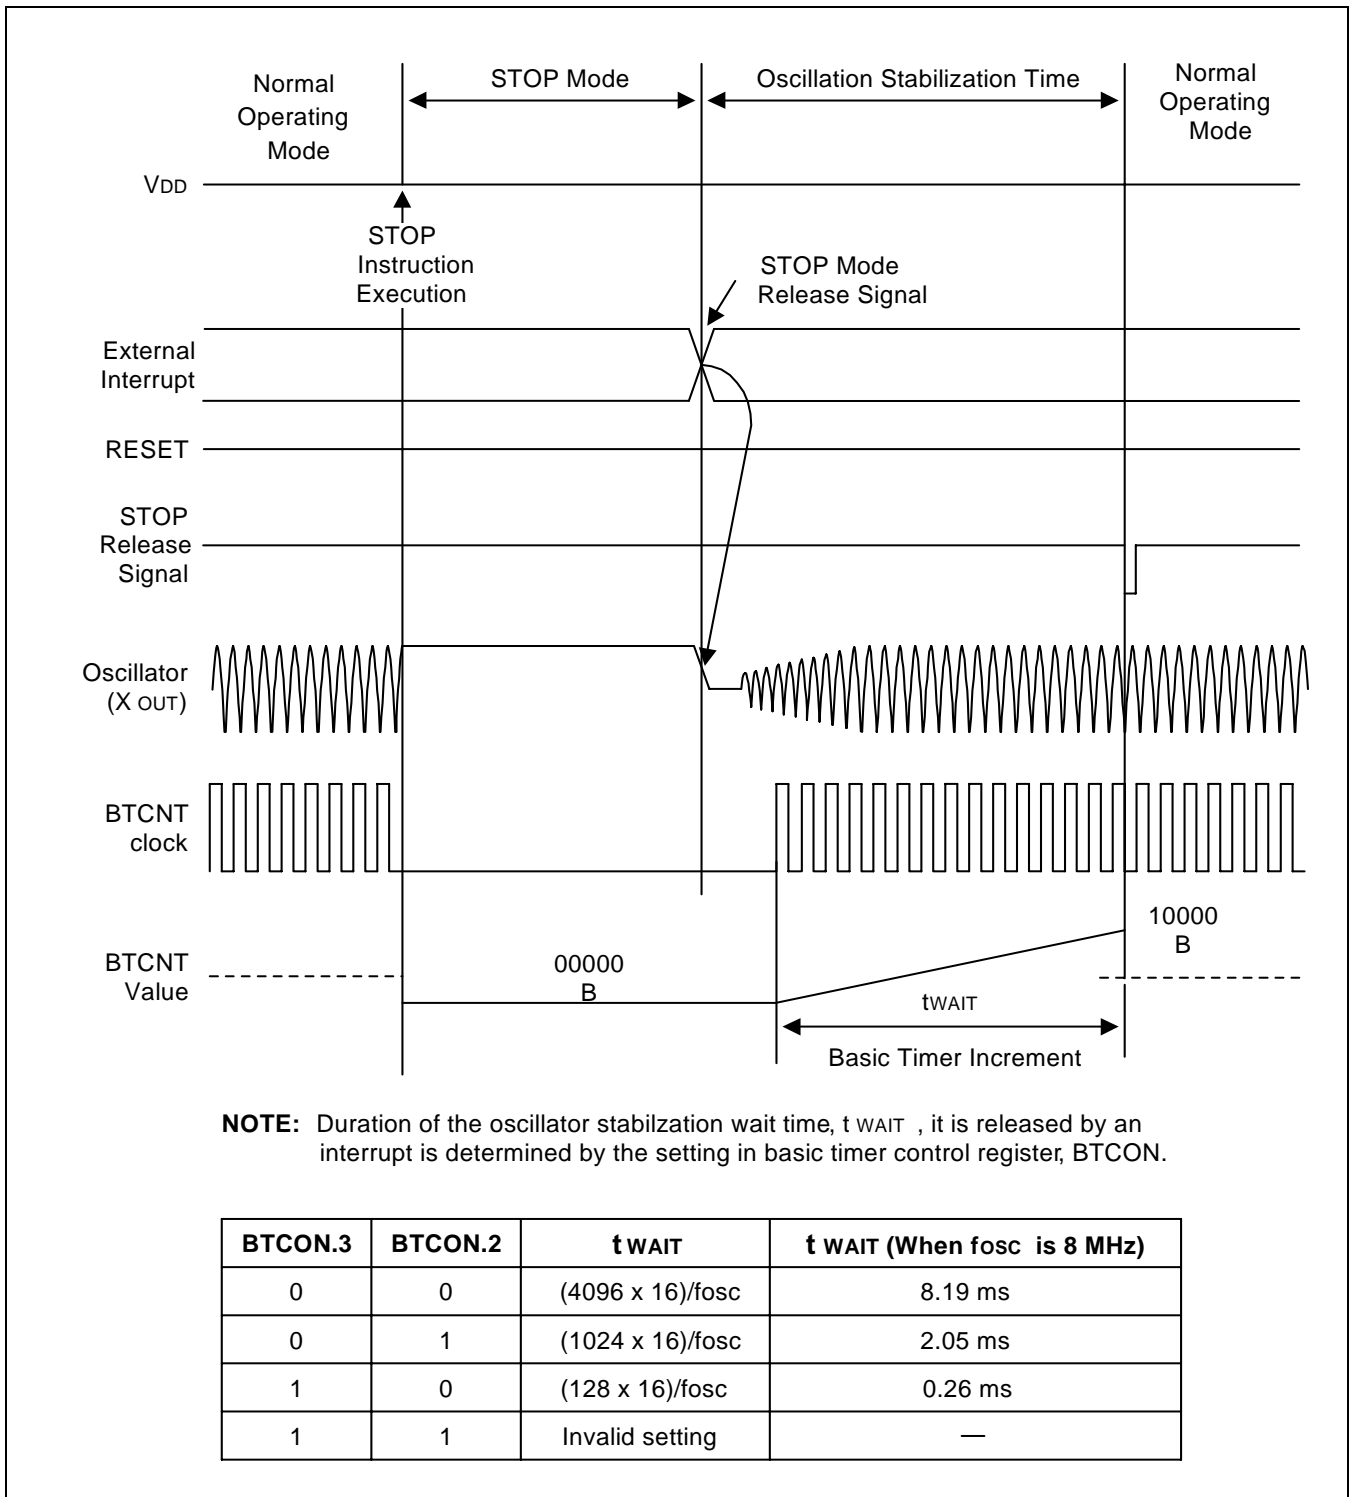 Normal
Operating
Mode
STOP Mode
Oscillation Stabilization Time
Normal
Operating
Mode
VDD
STOP
Instruction
Execution
STOP Mode
Release Signal
External
Interrupt
RESET
STOP
Release
Signal
Oscillator
(X OUT)
BTCNT
clock
10000
B
BTCNT
Value
00000
B
tWAIT
Basic Timer Increment
NOTE: Duration of the oscillator stabilzation wait time, t WAIT , it is released by an
interrupt is determined by the setting in basic timer control register, BTCON.
BTCON.3 BTCON.2 t WAIT t WAIT (When fosc is 8 MHz)
0 0 (4096 x 16)/fosc 8.19 ms
0 1 (1024 x 16)/fosc 2.05 ms
1 0 (128 x 16)/fosc 0.26 ms
1 1 Invalid setting —